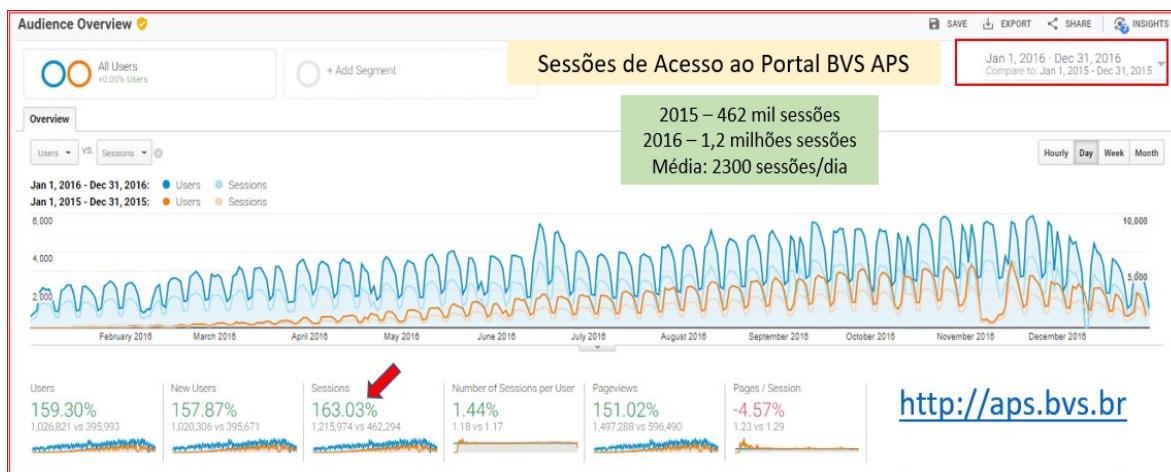 Audience Overview
SAVE EXPORT SHARE INSIGHTS
All Users
+0.00% Users
+ Add Segment
Sessões de Acesso ao Portal BVS APS
Jan 1, 2016 - Dec 31, 2016
Compare to: Jan 1, 2015 - Dec 31, 2015
2015 – 462 mil sessões
2016 – 1,2 milhões sessões
Média: 2300 sessões/dia
Overview
Users VS. Sessions
Hourly Day Week Month
Jan 1, 2016 - Dec 31, 2016: Users Sessions
Jan 1, 2015 - Dec 31, 2015: Users Sessions
6,000 10,000
4,000
2,000 5,000
February 2016 March 2016 April 2016 May 2016 June 2016 July 2016 August 2016 September 2016 October 2016 November 2016 December 2016
Users New Users Sessions Number of Sessions per User Pageviews Pages / Session
159.30% 157.87% 163.03% 1.44% 151.02% -4.57%
1,026,821 vs 395,993 1,020,306 vs 395,671 1,215,974 vs 462,294 1.18 vs 1.17 1,497,288 vs 596,490 1.23 vs 1.29
http://aps.bvs.br